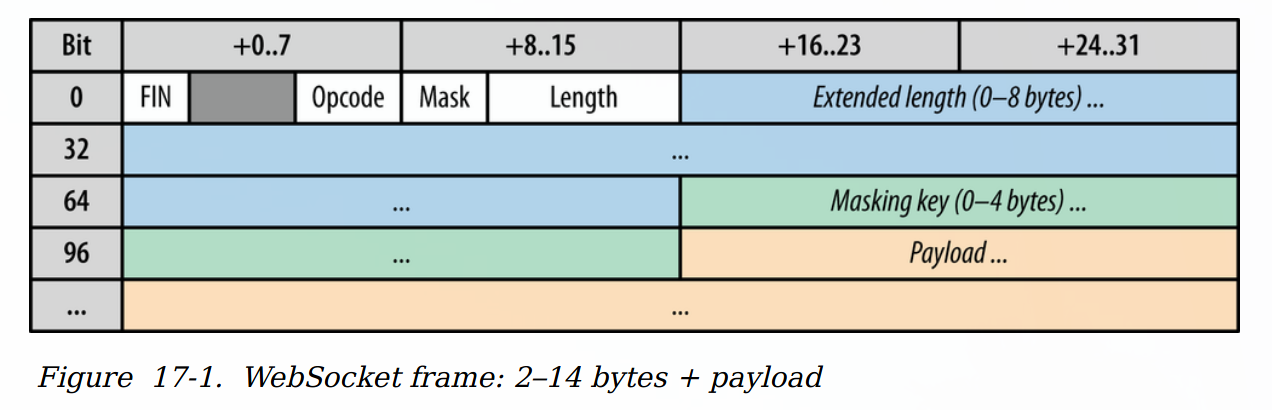 Bit +0..7 +8..15 +16..23 +24..31
0 FIN Opcode Mask Length Extended length (0–8 bytes) ...
32 ...
64 ... Masking key (0–4 bytes) ...
96 ... Payload ...
... ...
Figure 17-1. WebSocket frame: 2–14 bytes + payload